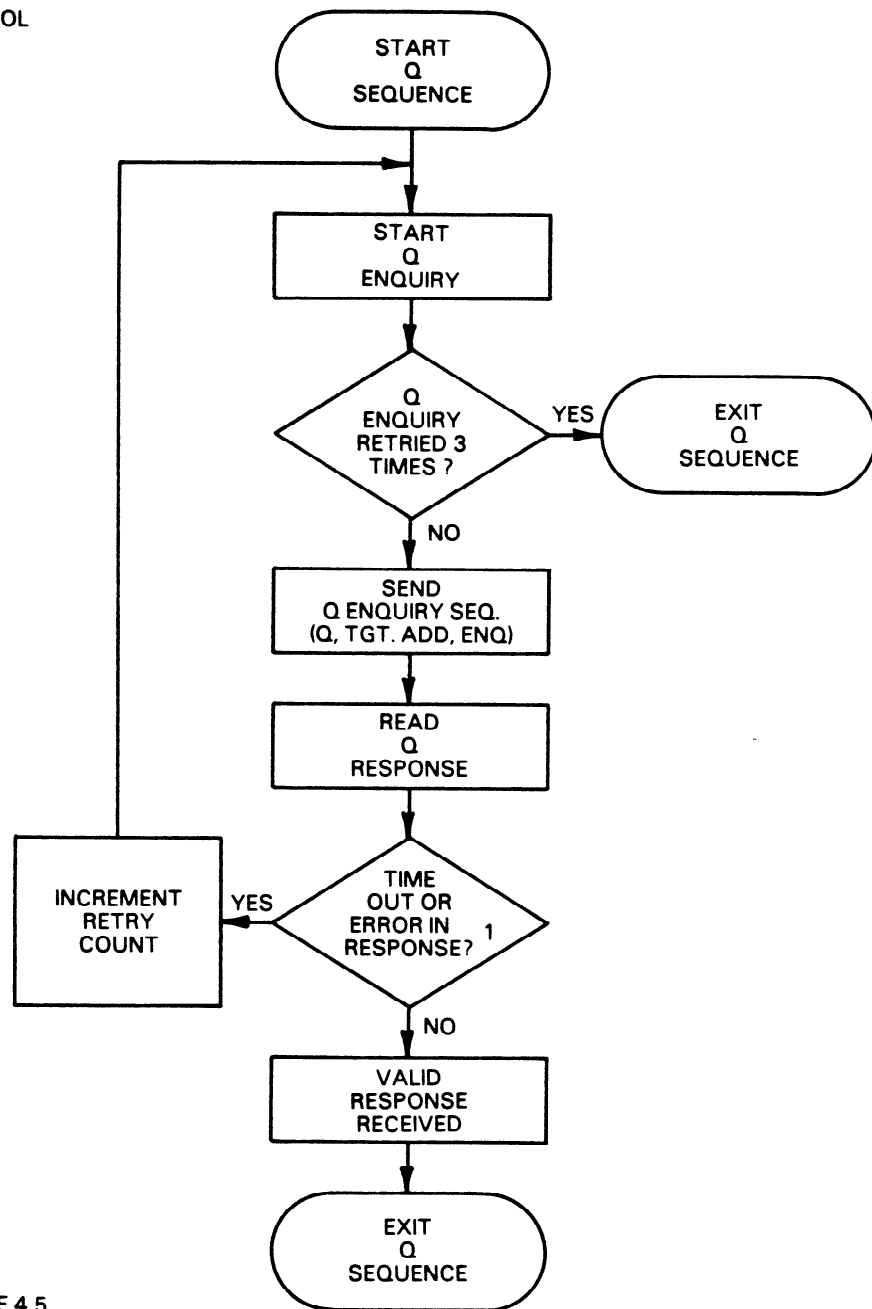 OL
START
Q
SEQUENCE
START
Q
ENQUIRY
Q
ENQUIRY
RETRIED 3
TIMES ?
YES
EXIT
Q
SEQUENCE
NO
SEND
Q ENQUIRY SEQ.
(Q, TGT. ADD, ENQ)
READ
Q
RESPONSE
TIME
OUT OR
ERROR IN
RESPONSE? 1
YES
INCREMENT
RETRY
COUNT
NO
VALID
RESPONSE
RECEIVED
EXIT
Q
SEQUENCE
E 4.5